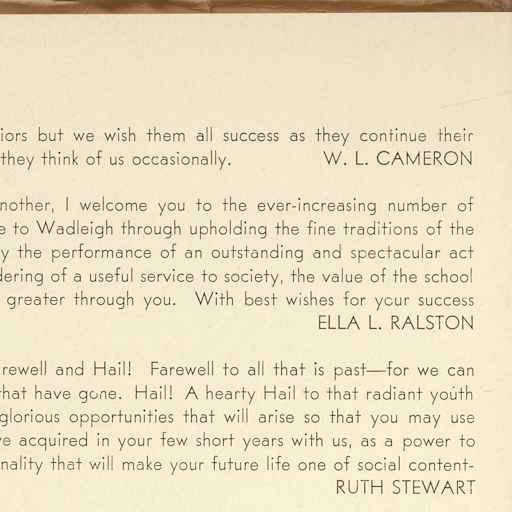 iors but we wish them all success as they continue their
they think of us occasionally. W. L. CAMERON
nother, I welcome you to the ever-increasing number of
e to Wadleigh through upholding the fine traditions of the
y the performance of an outstanding and spectacular act
dering of a useful service to society, the value of the school
greater through you. With best wishes for your success
ELLA L. RALSTON
rewell and Hail! Farewell to all that is past—for we can
that have gone. Hail! A hearty Hail to that radiant youth
glorious opportunities that will arise so that you may use
ve acquired in your few short years with us, as a power to
nality that will make your future life one of social content-
RUTH STEWART